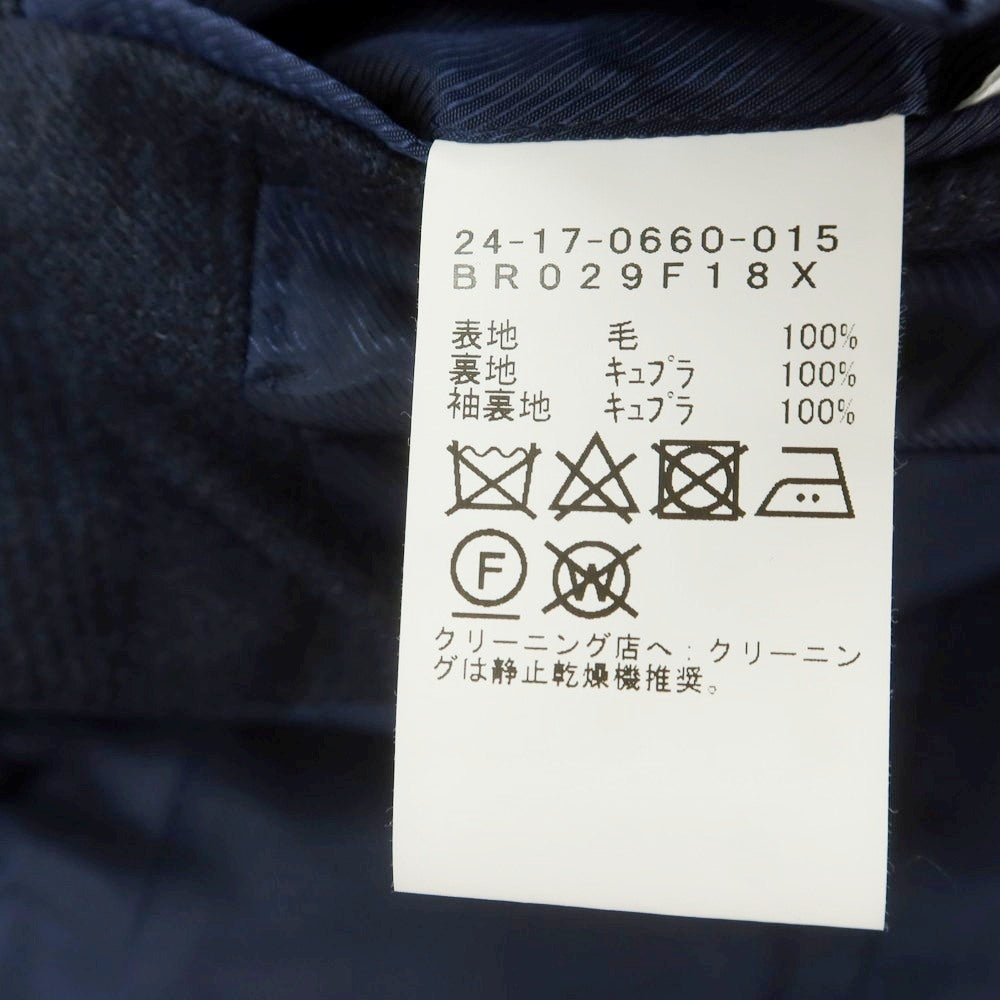 24-17-0660-015
BR029F18X
表地 毛 100%
裏地 キュプラ 100%
袖裏地 キュプラ 100%
F W
クリーニング店へ:クリーニン
グは静止乾燥機推奨。